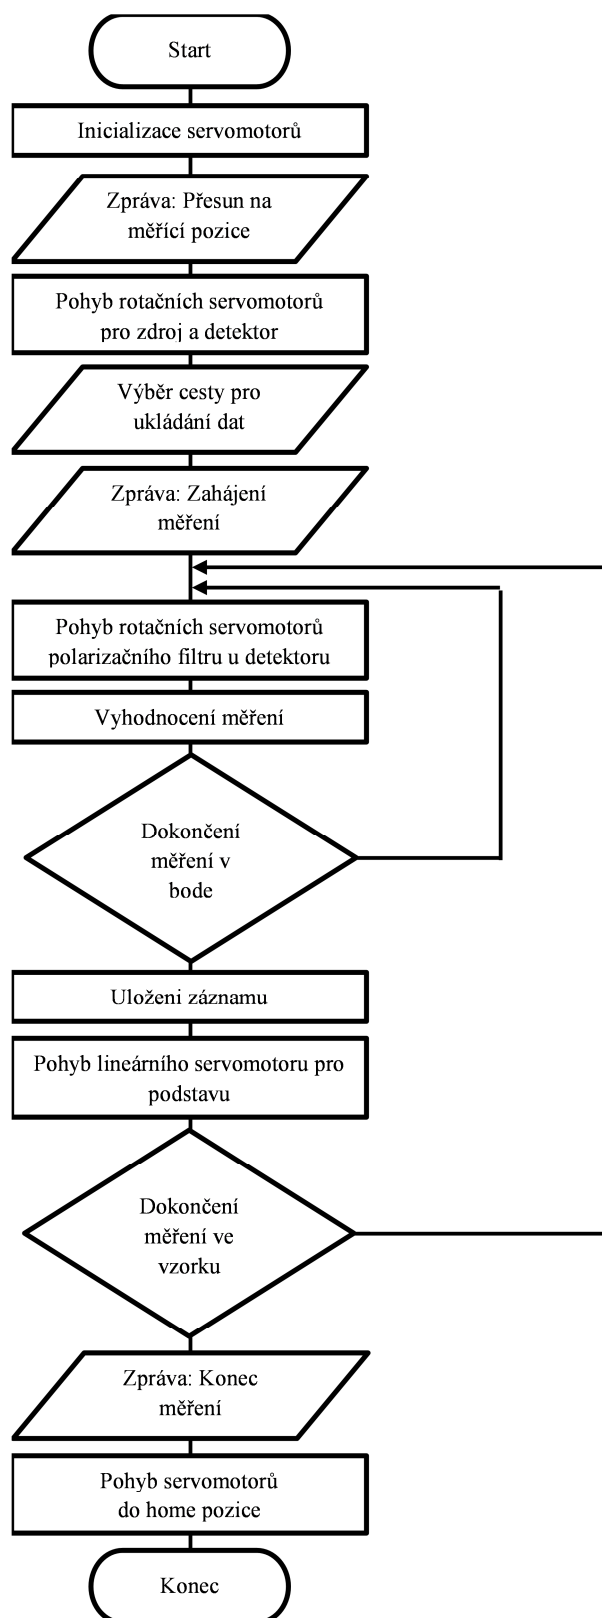 Start
Inicializace servomotorů
Zpráva: Přesun na
měřící pozice
Pohyb rotačních servomotorů
pro zdroj a detektor
Výběr cesty pro
ukládání dat
Zpráva: Zahájení
měření
Pohyb rotačních servomotorů
polarizačního filtru u detektoru
Vyhodnocení měření
Dokončení
měření v
bode
Uloženi záznamu
Pohyb lineárního servomotoru pro
podstavu
Dokončení
měření ve
vzorku
Zpráva: Konec
měření
Pohyb servomotorů
do home pozice
Konec